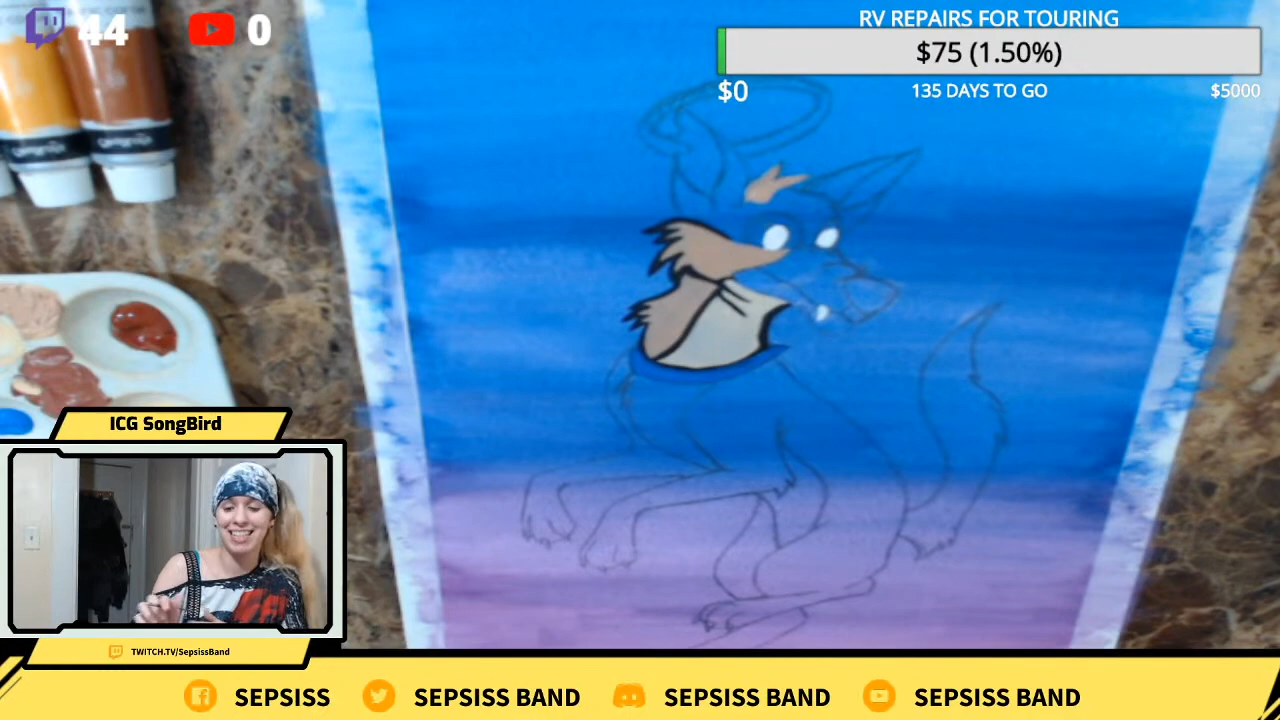 44
0
RV REPAIRS FOR TOURING
$75 (1.50%)
$0
135 DAYS TO GO
$5000
ICG SongBird
TWITCH.TV/SepsissBand
SEPSISS
SEPSISS BAND
SEPSISS BAND
SEPSISS BAND